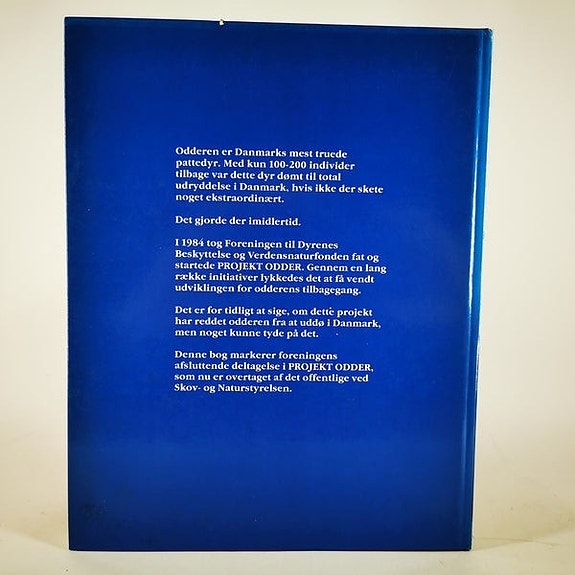 Odderen er Danmarks mest truede
pattedyr. Med kun 100-200 individer
tilbage var dette dyr dømt til total
udryddelse i Danmark, hvis ikke der skete
noget ekstraordinært.
Det gjorde der imidlertid.
I 1984 tog Foreningen til Dyrenes
Beskyttelse og Verdensnaturfonden fat og
startede PROJEKT ODDER. Gennem en lang
række initiativer lykkedes det at få vendt
udviklingen for odderens tilbagegang.
Det er for tidligt at sige, om dette projekt
har reddet odderen fra at uddø i Danmark,
men noget kunne tyde på det.
Denne bog markerer foreningens
afsluttende deltagelse i PROJEKT ODDER,
som nu er overtaget af det offentlige ved
Skov- og Naturstyrelsen.